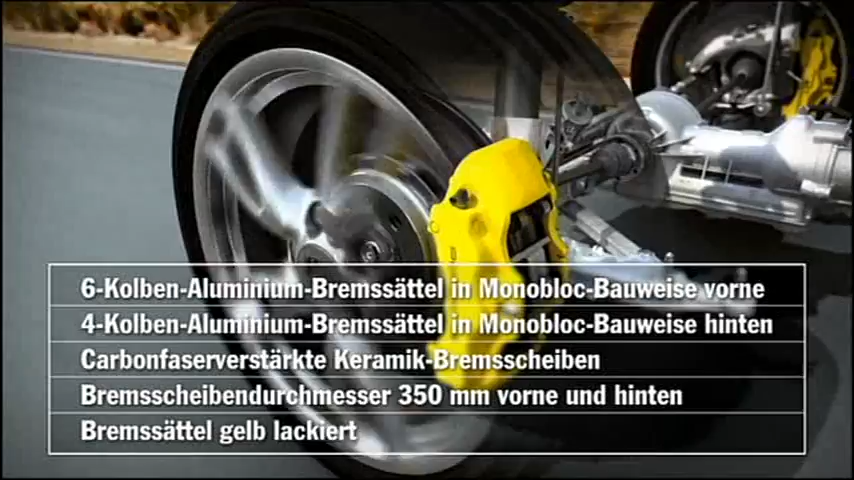 6-Kolben-Aluminium-Bremssättel in Monobloc-Bauweise vorne
4-Kolben-Aluminium-Bremssättel in Monobloc-Bauweise hinten
Carbonfaserverstärkte Keramik-Bremsscheiben
Bremsscheibendurchmesser 350 mm vorne und hinten
Bremssättel gelb lackiert